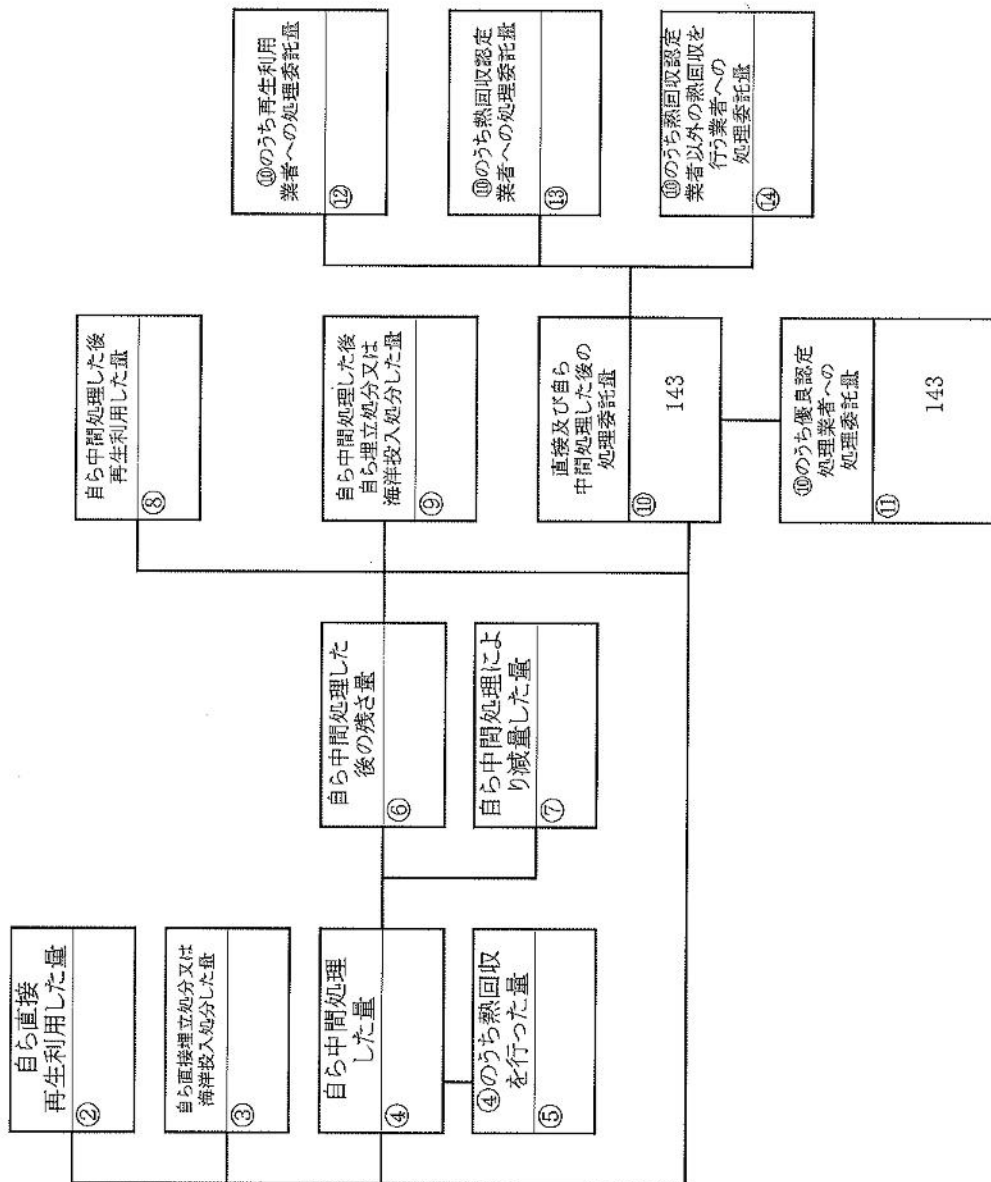 自ら直接
再生利用した量
②
自ら直接埋立処分又は
海洋投入処分した量
③
自ら中間処理
した量
④
④のうち熱回収
を行った量
⑤
自ら中間処理した
後の残さ量
⑥
自ら中間処理によ
り減量した量
⑦
自ら中間処理した後
再生利用した量
⑧
自ら中間処理した後
自ら埋立処分又は
海洋投入処分した量
⑨
直接及び自ら
中間処理した後の
処理委託量
⑩
143
⑩のうち優良認定
処理業者への
処理委託量
⑪
143
⑩のうち再生利用
業者への処理委託量
⑫
⑩のうち熱回収認定
業者への処理委託量
⑬
⑩のうち熱回収認定
業者以外の熱回収を
行う業者への
処理委託量
⑭